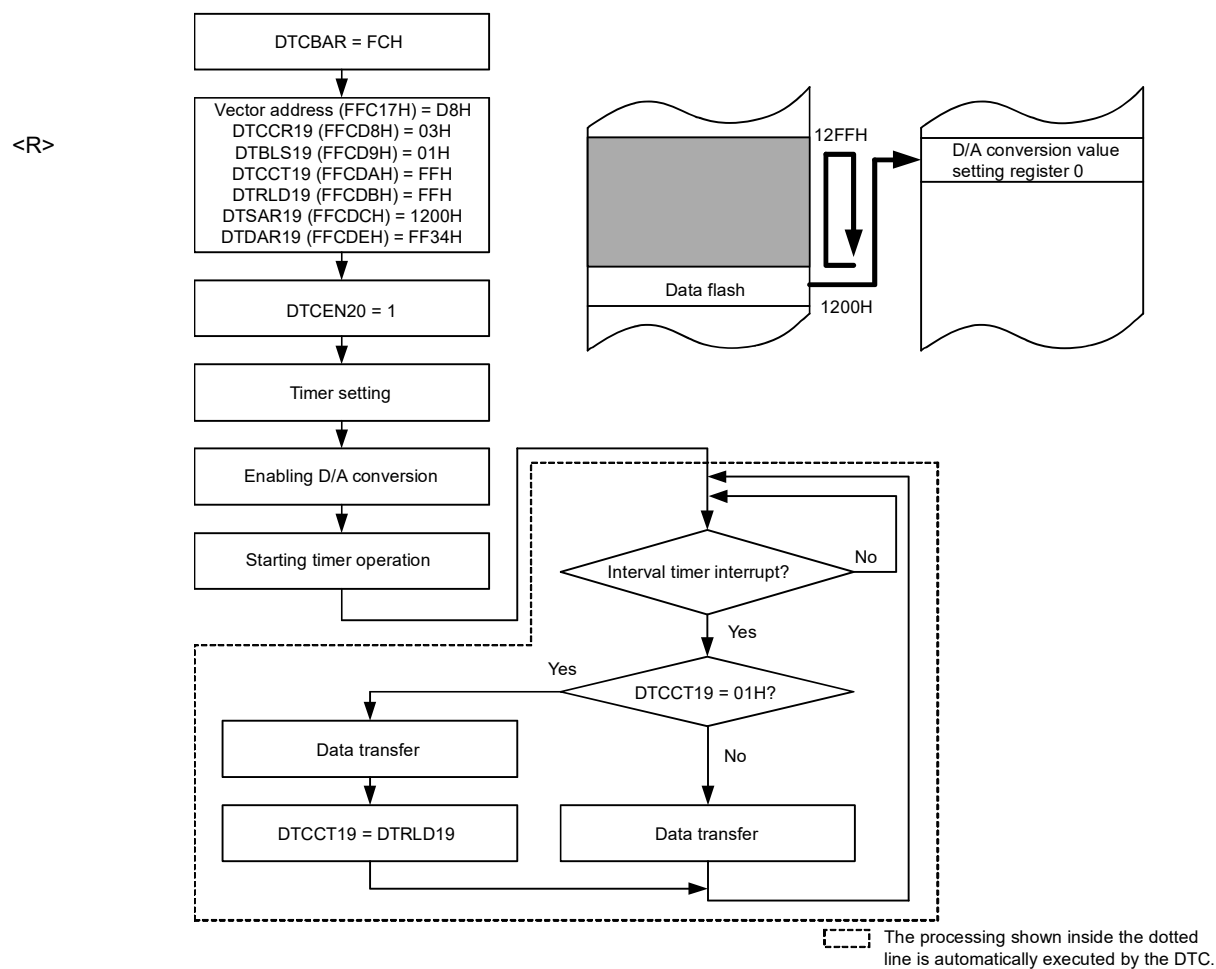 DTCBAR = FCH
<R>
Vector address (FFC17H) = D8H
DTCCR19 (FFCD8H) = 03H
DTBLS19 (FFCD9H) = 01H
DTCCT19 (FFCDAH) = FFH
DTRLD19 (FFCDBH) = FFH
DTSAR19 (FFCDCH) = 1200H
DTDAR19 (FFCDEH) = FF34H
DTCEN20 = 1
Timer setting
Enabling D/A conversion
Starting timer operation
12FFH
D/A conversion value
setting register 0
Data flash
1200H
Interval timer interrupt?
No
Yes
DTCCT19 = 01H?
Yes
No
Data transfer
DTCCT19 = DTRLD19
Data transfer
The processing shown inside the dotted
line is automatically executed by the DTC.